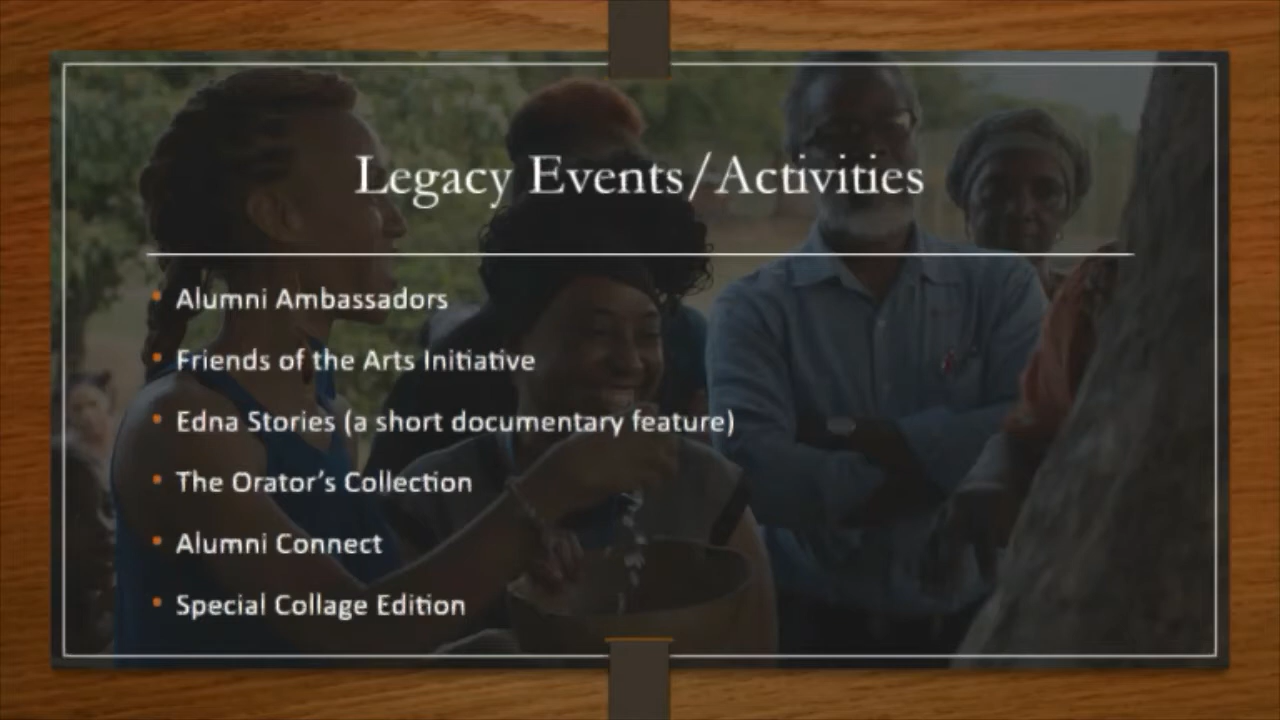 Legacy Events/Activities
Alumni Ambassadors
Friends of the Arts Initiative
Edna Stories (a short documentary feature)
The Orator's Collection
Alumni Connect
Special Collage Edition